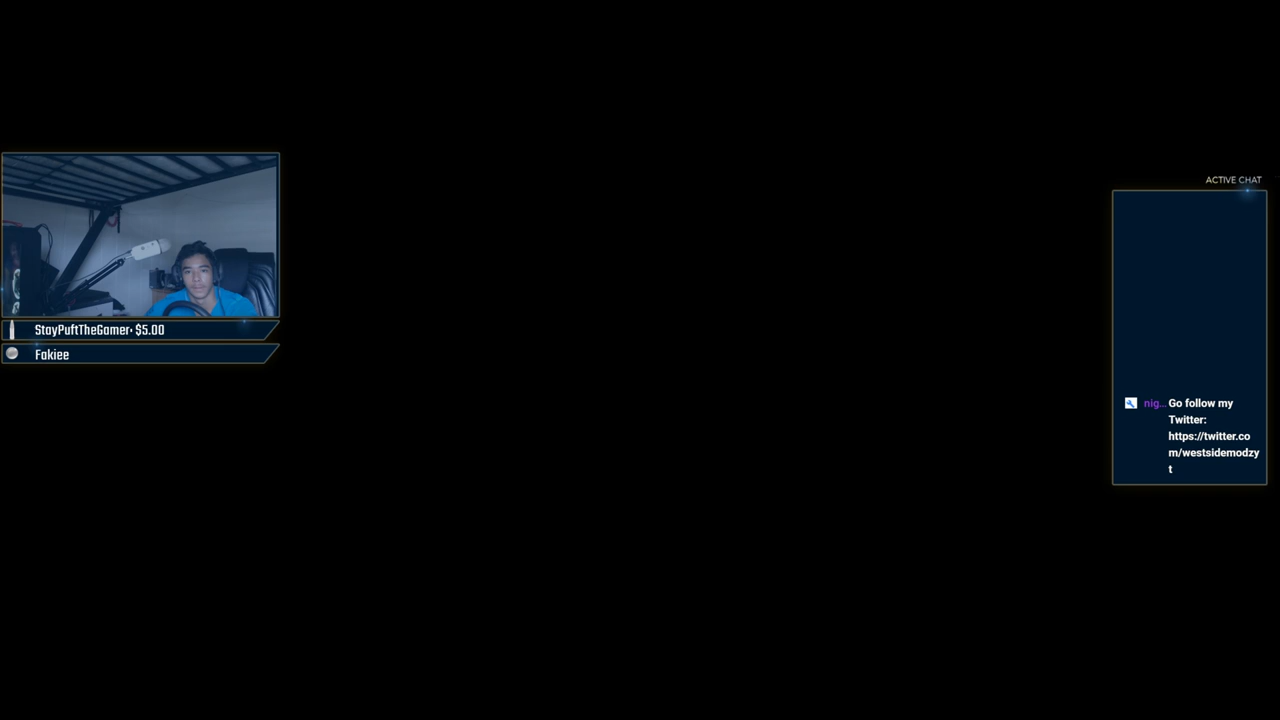 ACTIVE CHAT
StayPuftTheGamer• $5.00
Fakiee
nig... Go follow my
Twitter:
https://twitter.co
m/westsidemodzy
t